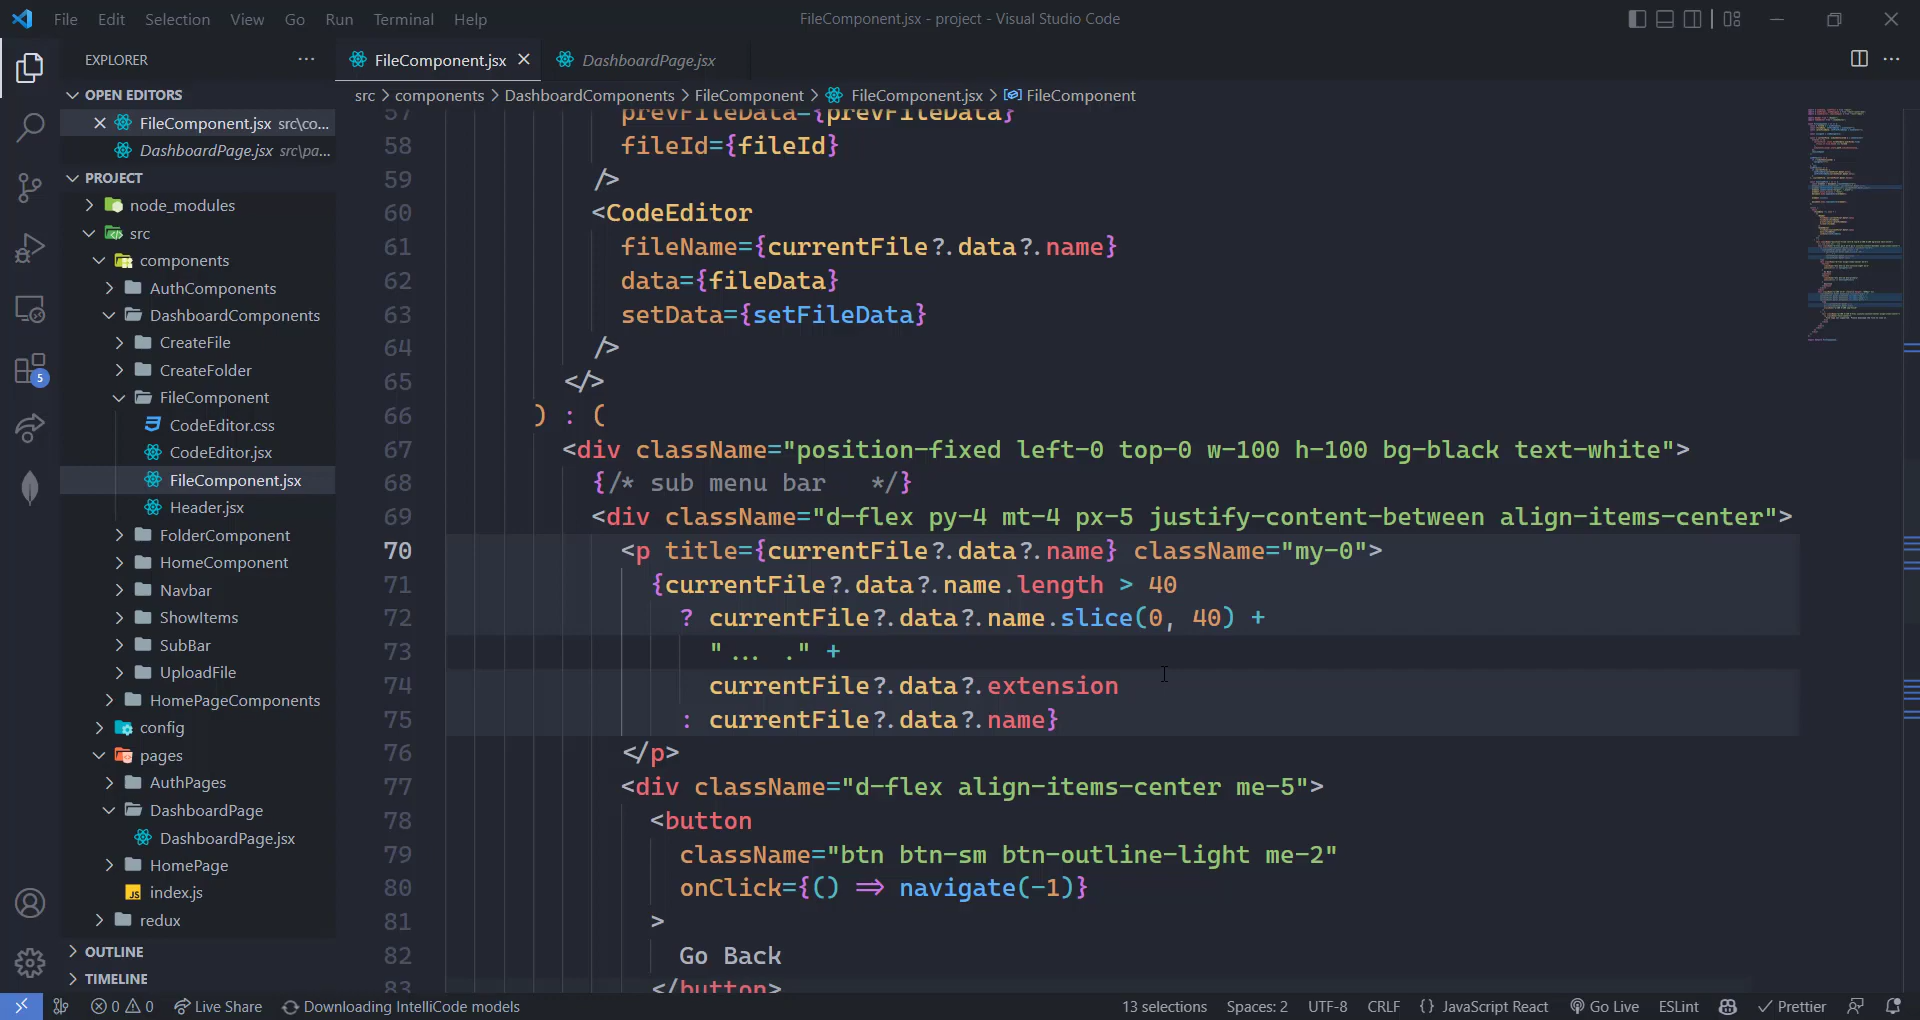 File Edit Selection View Go Run Terminal Help
FileComponent.jsx - project - Visual Studio Code
EXPLORER
FileComponent.jsx
DashboardPage.jsx
OPEN EDITORS
FileComponent.jsx src\co...
DashboardPage.jsx src\pa...
PROJECT
node_modules
src
components
AuthComponents
DashboardComponents
CreateFile
CreateFolder
FileComponent
CodeEditor.css
CodeEditor.jsx
FileComponent.jsx
Header.jsx
FolderComponent
HomeComponent
Navbar
ShowItems
SubBar
UploadFile
HomePageComponents
config
pages
AuthPages
DashboardPage
DashboardPage.jsx
HomePage
JS index.js
redux
OUTLINE
TIMELINE
5
src > components > DashboardComponents > FileComponent > FileComponent.jsx > FileComponent
57 prevFileData={prevFileData}
58 fileId={fileId}
59 />
60 <CodeEditor
61 fileName={currentFile?.data?.name}
62 data={fileData}
63 setData={setFileData}
64 />
65 </>
66 ) : (
67 <div className="position-fixed left-0 top-0 w-100 h-100 bg-black text-white">
68 {/* sub menu bar   */}
69 <div className="d-flex py-4 mt-4 px-5 justify-content-between align-items-center">
70 <p title={currentFile?.data?.name} className="my-0">
71 {currentFile?.data?.name.length > 40
72 ? currentFile?.data?.name.slice(0, 40) +
73 "...  ." +
74 currentFile?.data?.extension
75 : currentFile?.data?.name}
76 </p>
77 <div className="d-flex align-items-center me-5">
78 <button
79 className="btn btn-sm btn-outline-light me-2"
80 onClick={() => navigate(-1)}
81 >
82 Go Back
83 </button>
0 0 Live Share Downloading IntelliCode models 13 selections Spaces: 2 UTF-8 CRLF {} JavaScript React Go Live ESLint Prettier